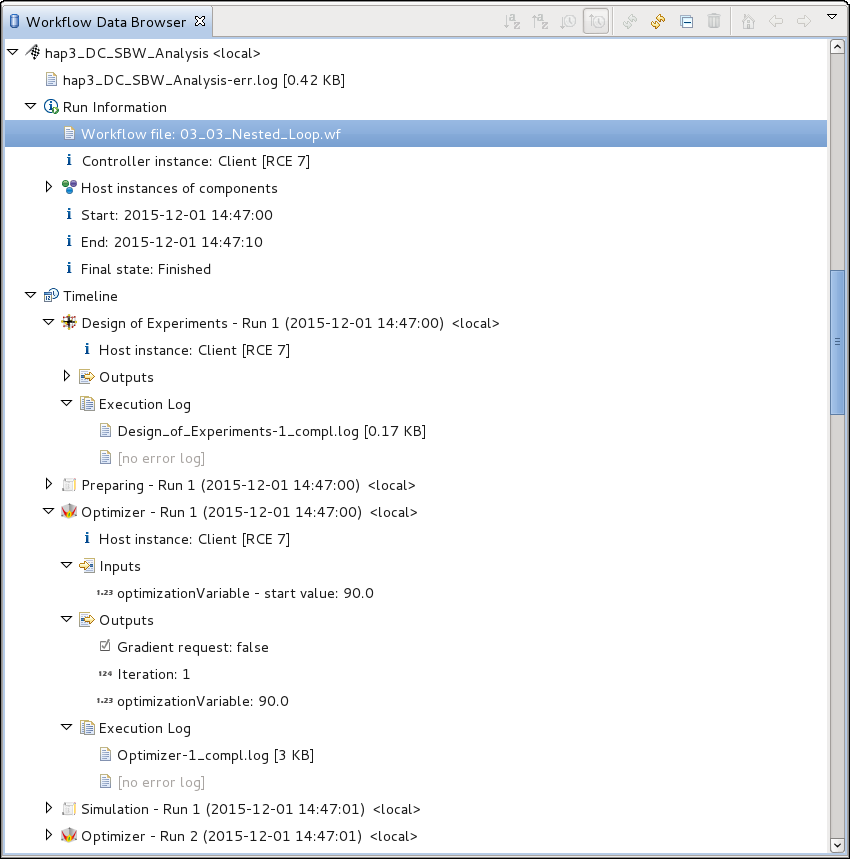 Workflow Data Browser
hap3_DC_SBW_Analysis <local>
hap3_DC_SBW_Analysis-err.log [0.42 KB]
Run Information
Workflow file: 03_03_Nested_Loop.wf
Controller instance: Client [RCE 7]
Host instances of components
Start: 2015-12-01 14:47:00
End: 2015-12-01 14:47:10
Final state: Finished
Timeline
Design of Experiments - Run 1 (2015-12-01 14:47:00) <local>
Host instance: Client [RCE 7]
Outputs
Execution Log
Design_of_Experiments-1_compl.log [0.17 KB]
[no error log]
Preparing - Run 1 (2015-12-01 14:47:00) <local>
Optimizer - Run 1 (2015-12-01 14:47:00) <local>
Host instance: Client [RCE 7]
Inputs
1.23 optimizationVariable - start value: 90.0
Outputs
Gradient request: false
124 Iteration: 1
1.23 optimizationVariable: 90.0
Execution Log
Optimizer-1_compl.log [3 KB]
[no error log]
Simulation - Run 1 (2015-12-01 14:47:01) <local>
Optimizer - Run 2 (2015-12-01 14:47:01) <local>